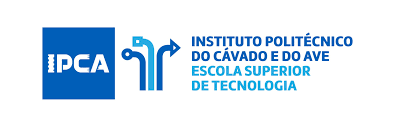 IPCA
INSTITUTO POLITÉCNICO
DO CÁVADO E DO AVE
ESCOLA SUPERIOR
DE TECNOLOGIA